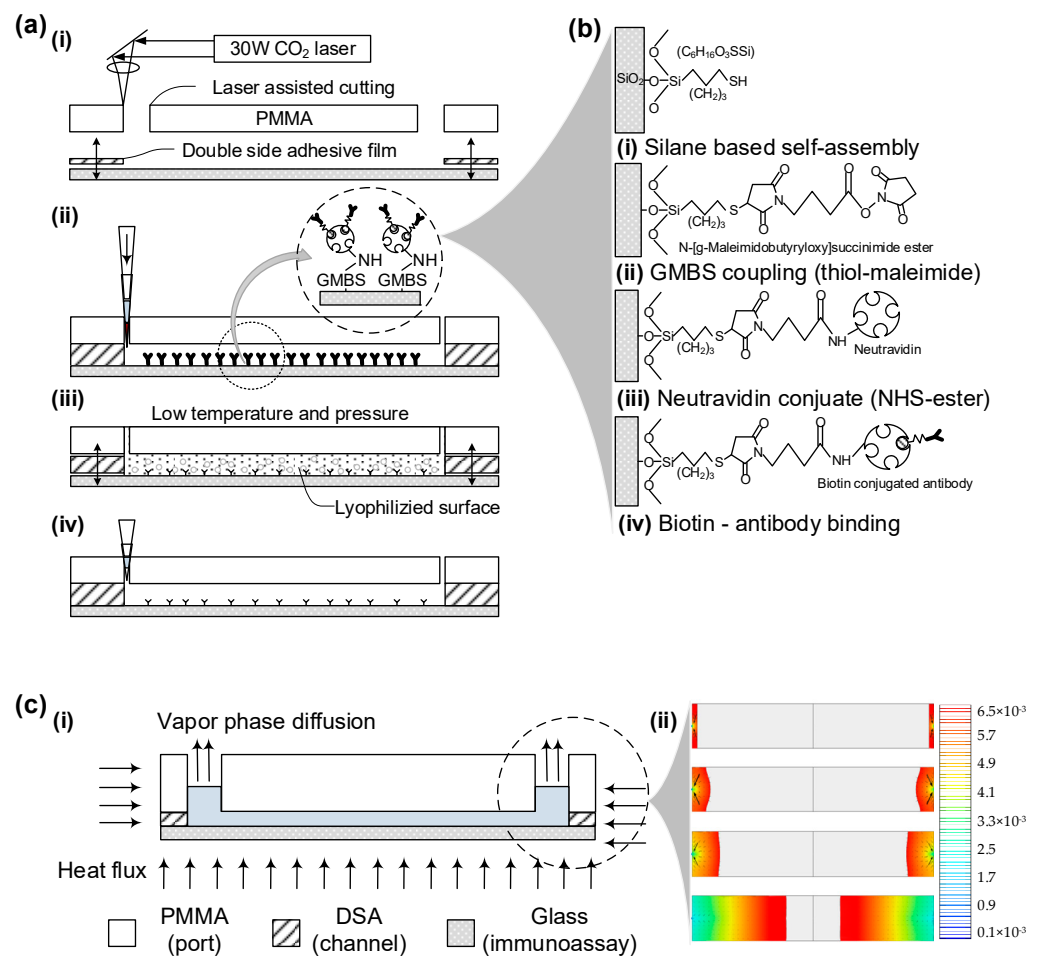 (a)
(i)
30W CO₂ laser
Laser assisted cutting
PMMA
Double side adhesive film
(ii)
NH
NH
GMBS
GMBS
(iii)
Low temperature and pressure
Lyophilizied surface
(iv)
(b)
(C₆H₁₆O₃SSi)
SiO₂
O
O
O
Si
SH
(CH₂)₃
(i) Silane based self-assembly
O
O
O
Si
(CH₂)₃
S
O
O
N
O
O
N
O
O
N-[g-Maleimidobutyryloxy]succinimide ester
(ii) GMBS coupling (thiol-maleimide)
O
O
O
Si
(CH₂)₃
S
O
O
N
O
NH
Neutravidin
(iii) Neutravidin conjuate (NHS-ester)
O
O
O
Si
(CH₂)₃
S
O
O
N
O
NH
Biotin conjugated antibody
(iv) Biotin - antibody binding
(c)
(i)
Vapor phase diffusion
Heat flux
PMMA
(port)
DSA
(channel)
Glass
(immunoassay)
(ii)
6.5×10⁻³
5.7
4.9
4.1
3.3×10⁻³
2.5
1.7
0.9
0.1×10⁻³